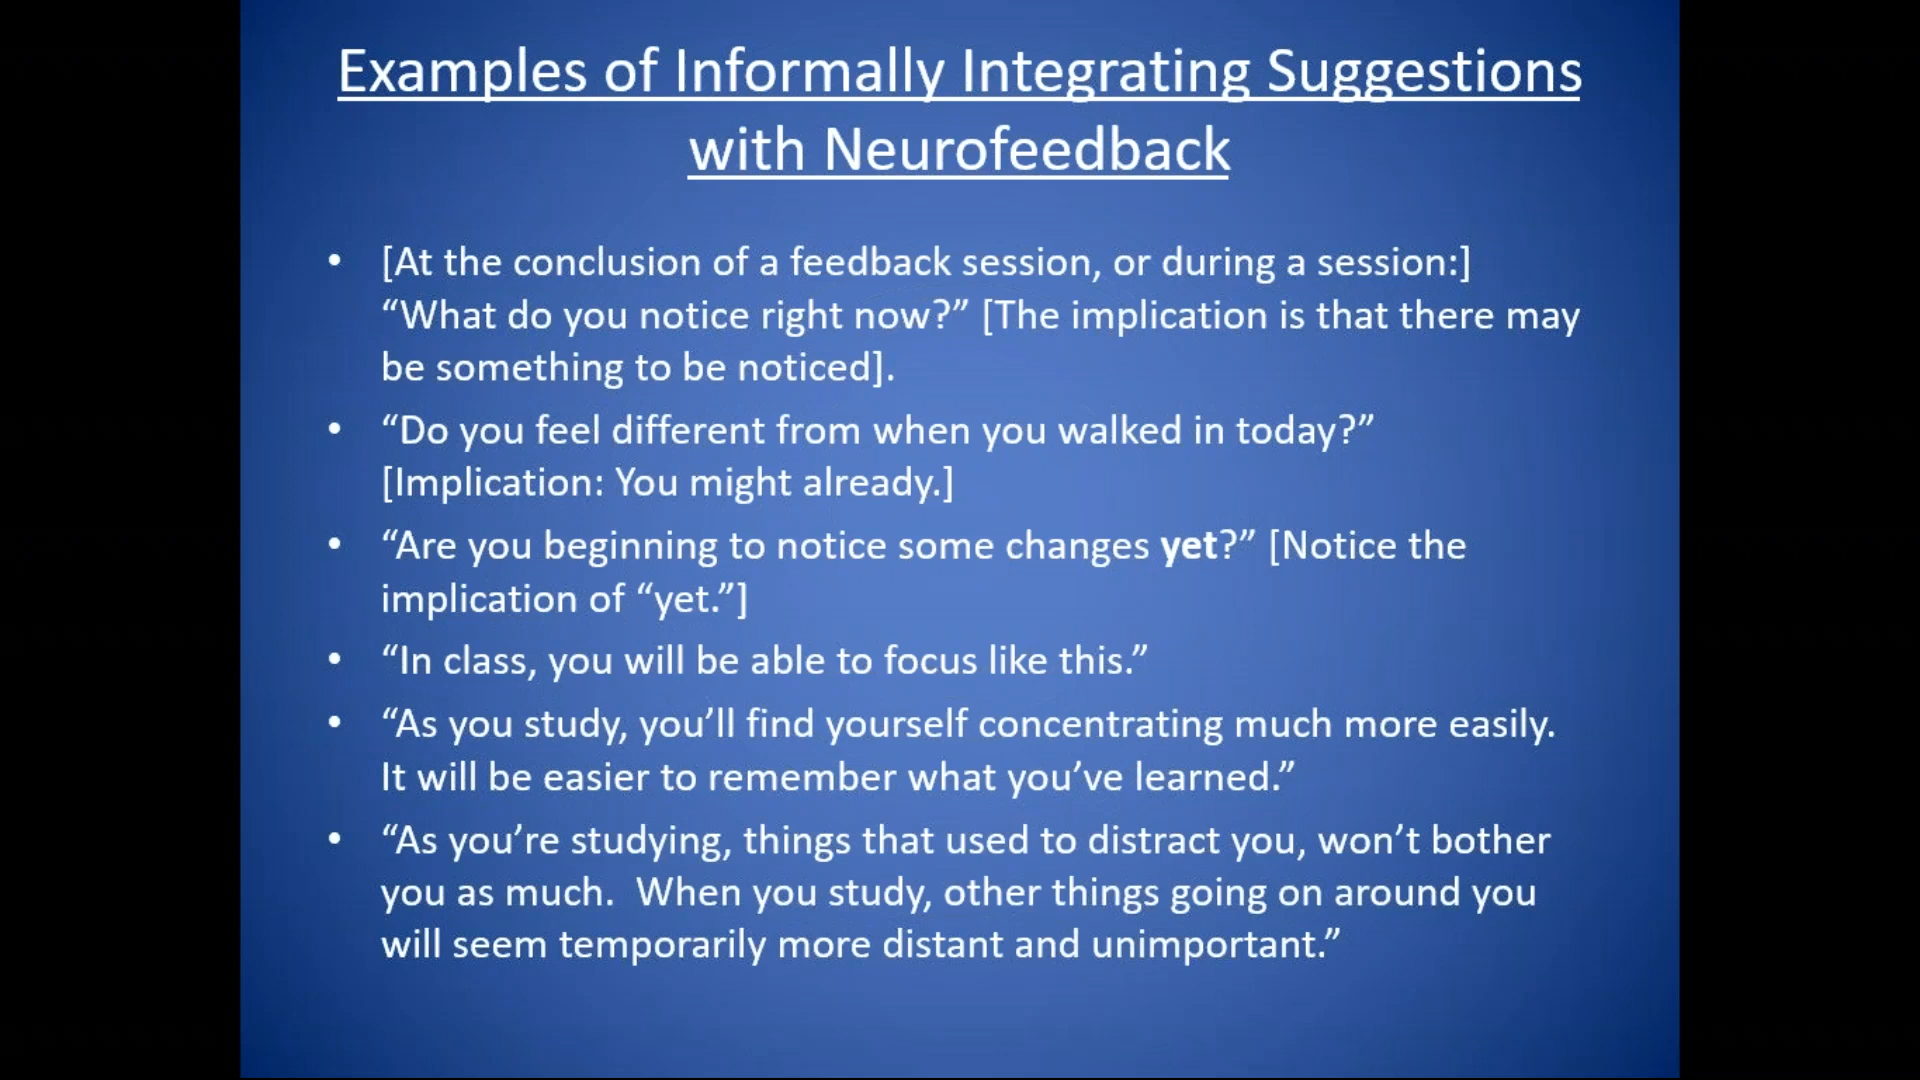 Examples of Informally Integrating Suggestions
with Neurofeedback
• [At the conclusion of a feedback session, or during a session:]
“What do you notice right now?” [The implication is that there may
be something to be noticed].
• “Do you feel different from when you walked in today?”
[Implication: You might already.]
• “Are you beginning to notice some changes yet?” [Notice the
implication of “yet.”]
• “In class, you will be able to focus like this.”
• “As you study, you’ll find yourself concentrating much more easily.
It will be easier to remember what you’ve learned.”
• “As you’re studying, things that used to distract you, won’t bother
you as much.  When you study, other things going on around you
will seem temporarily more distant and unimportant.”